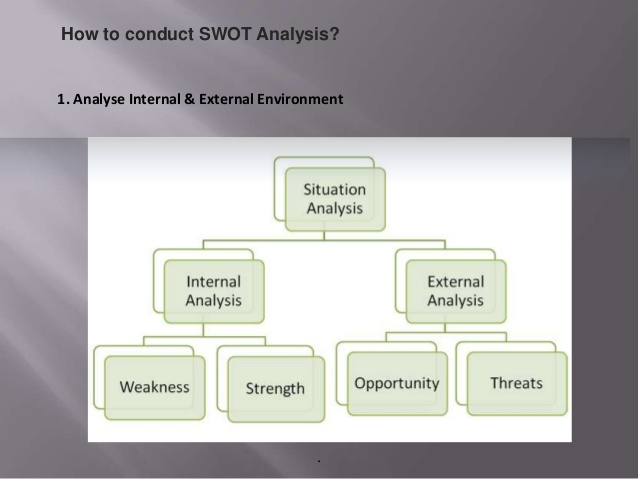 How to conduct SWOT Analysis?
1. Analyse Internal & External Environment
Situation
Analysis
Internal
Analysis
External
Analysis
Weakness
Strength
Opportunity
Threats
.